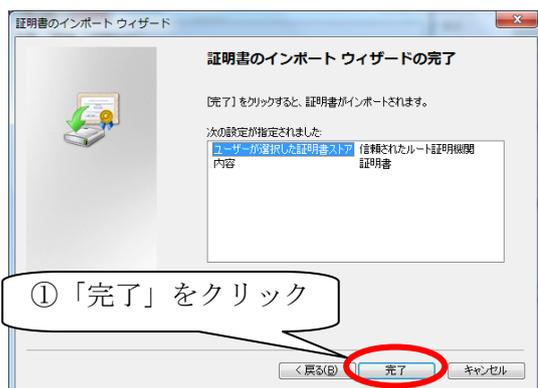 証明書のインポート ウィザード
証明書のインポート ウィザードの完了
[完了] をクリックすると、証明書がインポートされます。
次の設定が指定されました:
ユーザーが選択した証明書ストア 信頼されたルート証明機関
内容 証明書
①「完了」をクリック
< 戻る(B) 完了 キャンセル